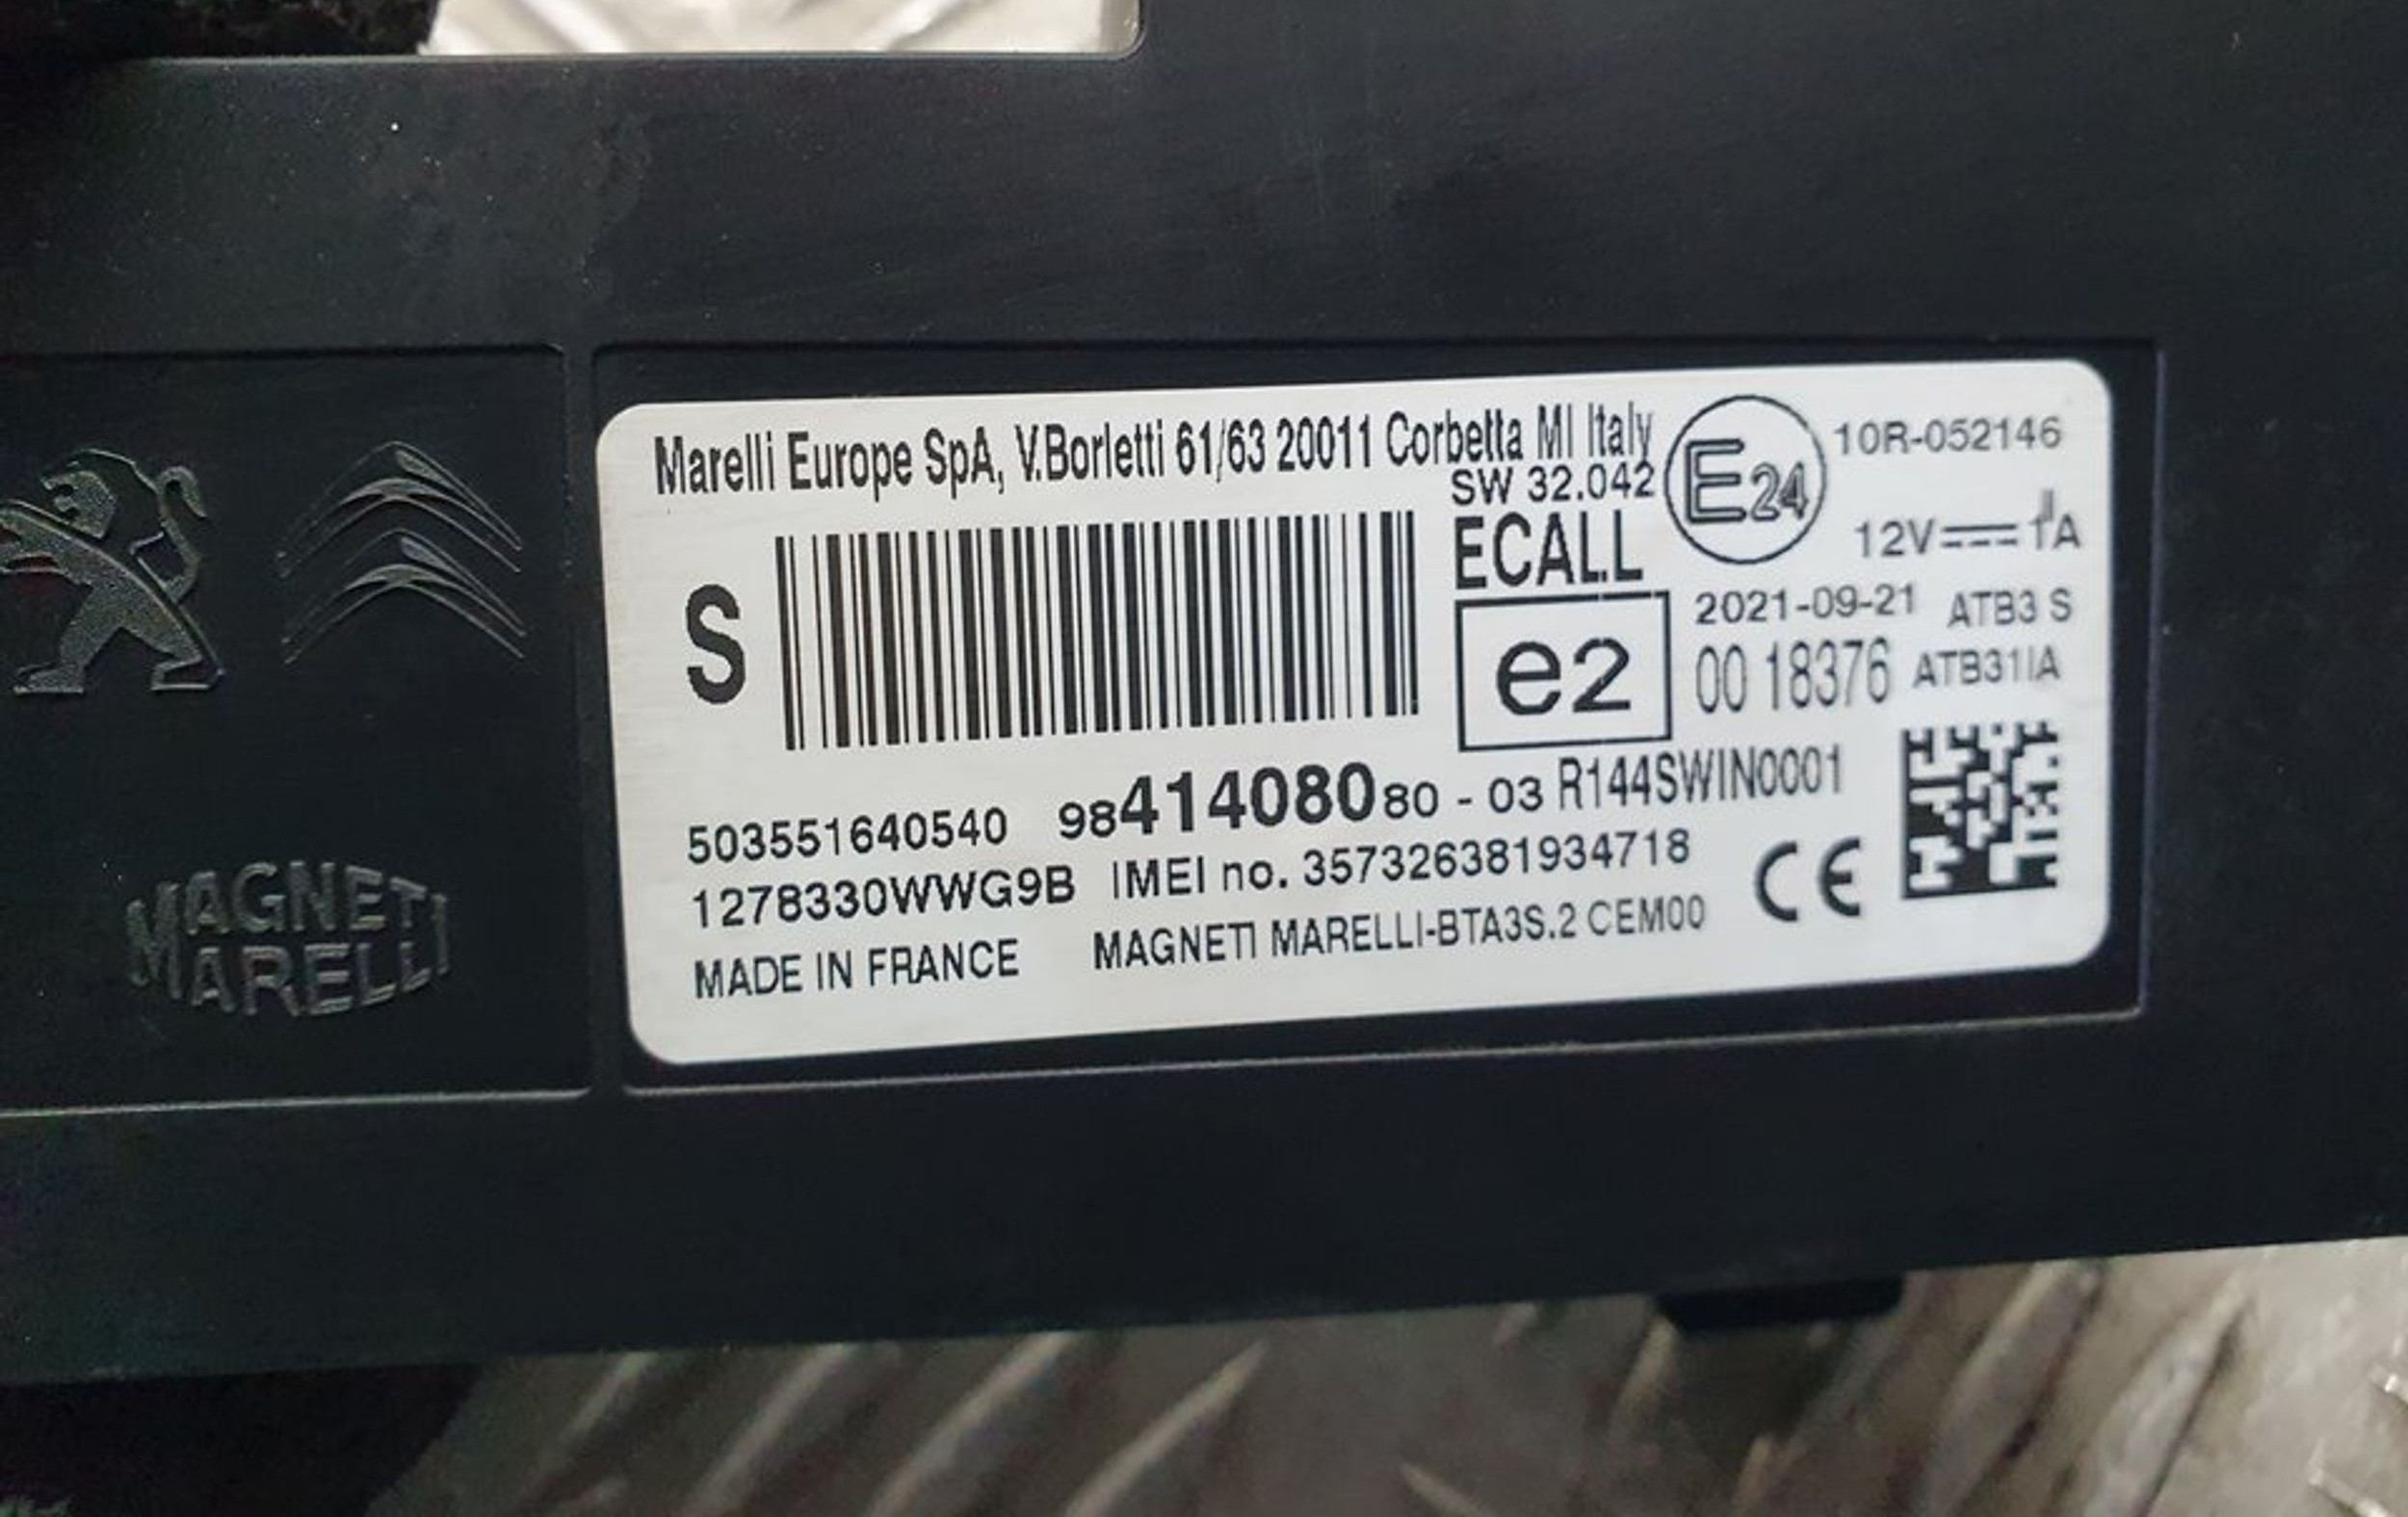 Marelli Europe SpA, V.Borletti 61/63 20011 Corbetta MI Italy
SW 32.042
ECALL
E24
10R-052146
12V 1A
S
e2
2021-09-21 ATB3 S
00 18376 ATB31IA
503551640540 9841408080 - 03 R144SWIN0001
1278330WWG9B IMEI no. 357326381934718
CE
MADE IN FRANCE MAGNETI MARELLI-BTA3S.2 CEM00
MAGNETI
MARELLI